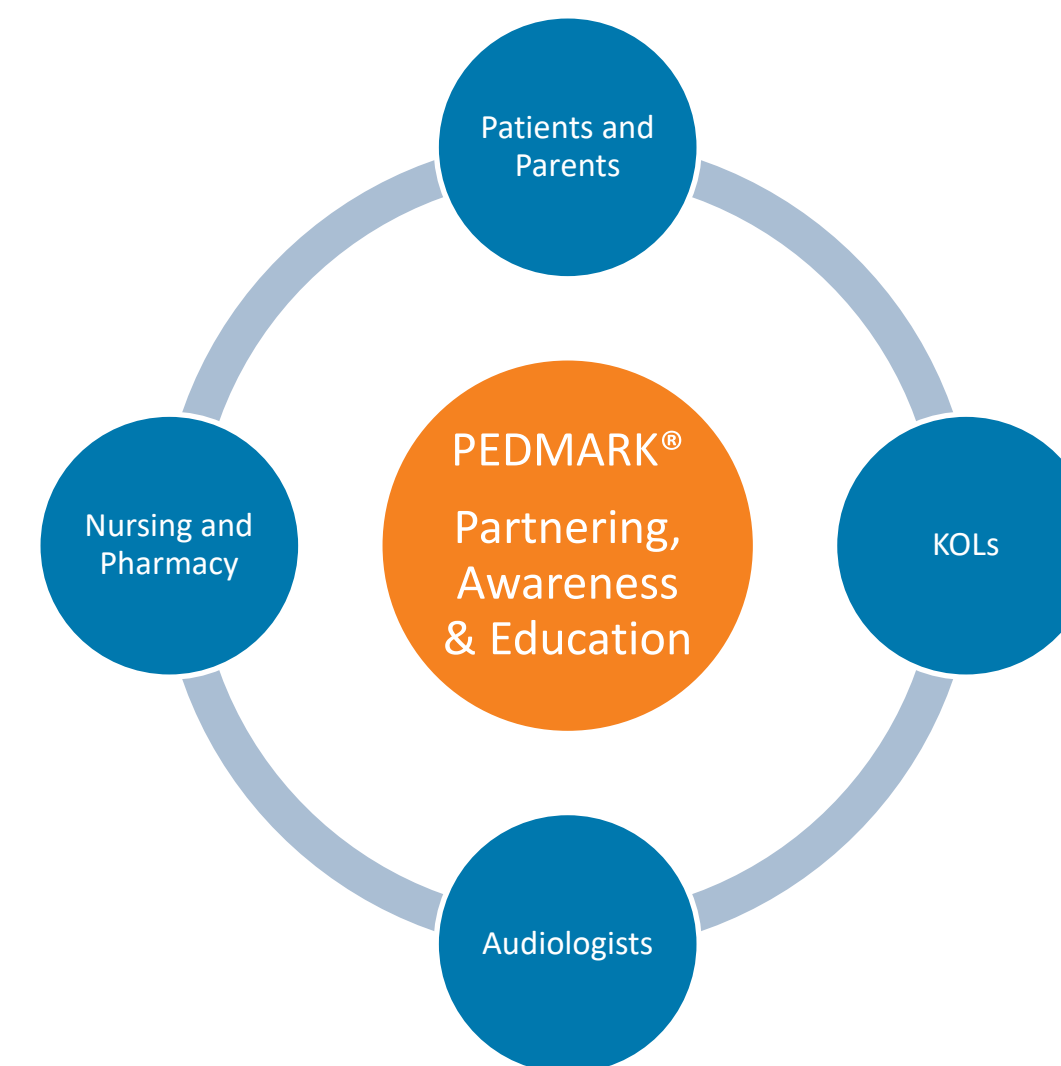 Patients and
Parents
PEDMARK®
Partnering,
Awareness
& Education
Nursing and
Pharmacy
KOLs
Audiologists